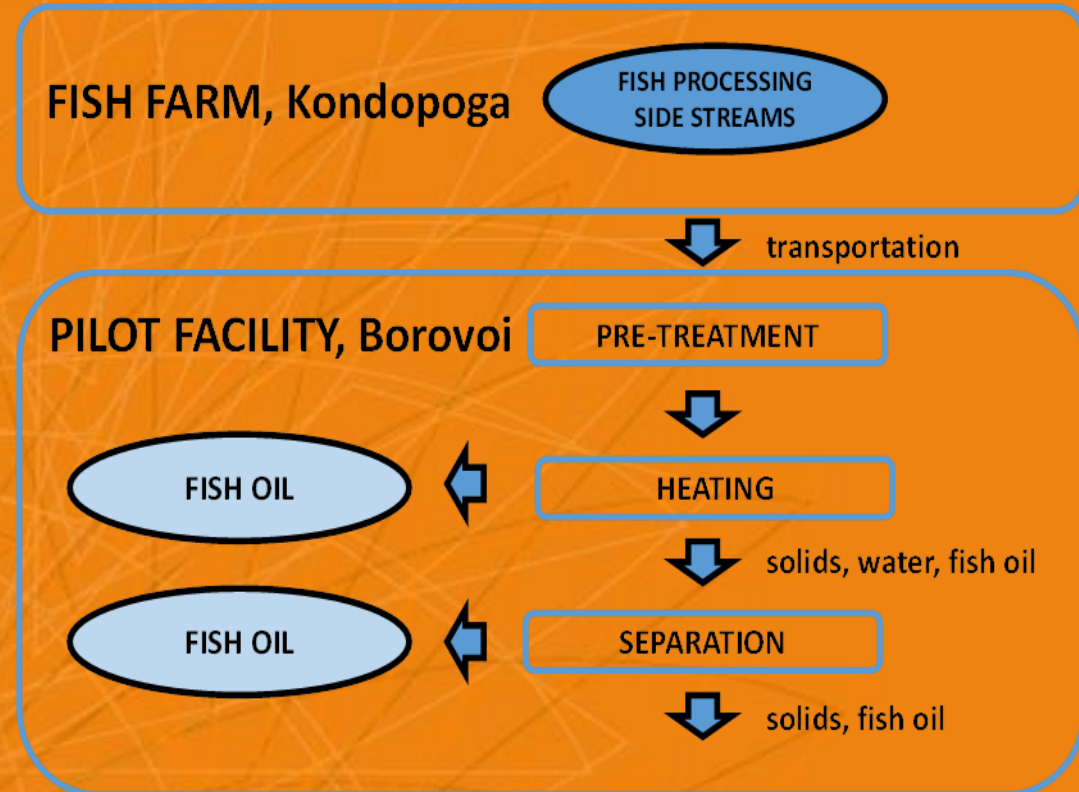 FISH FARM, Kondopoga
FISH PROCESSING
SIDE STREAMS
transportation
PILOT FACILITY, Borovoi
PRE-TREATMENT
FISH OIL
HEATING
solids, water, fish oil
FISH OIL
SEPARATION
solids, fish oil